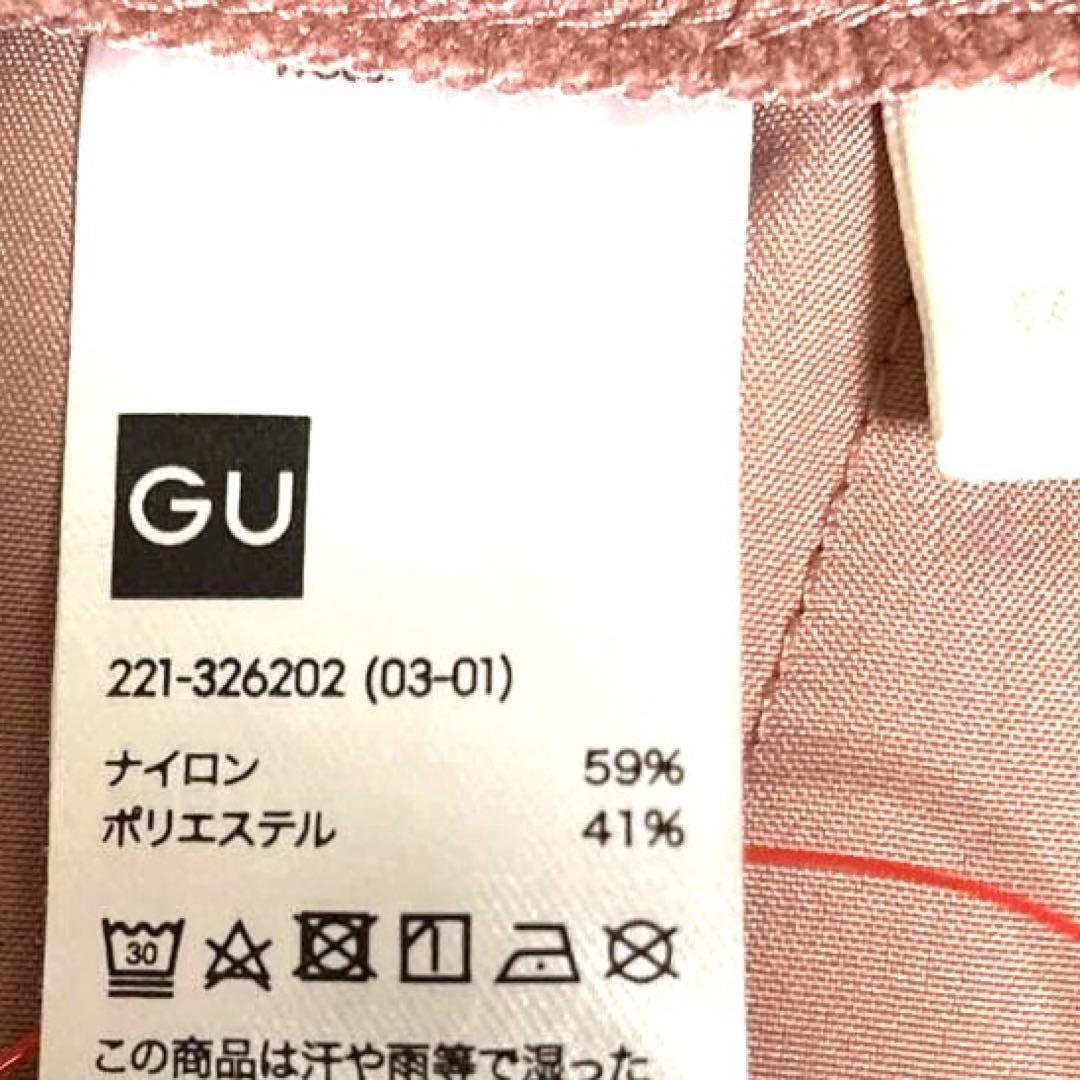 GU
221-326202 (03-01)
ナイロン 59%
ポリエステル 41%
30
この商品は汗や雨等で湿った